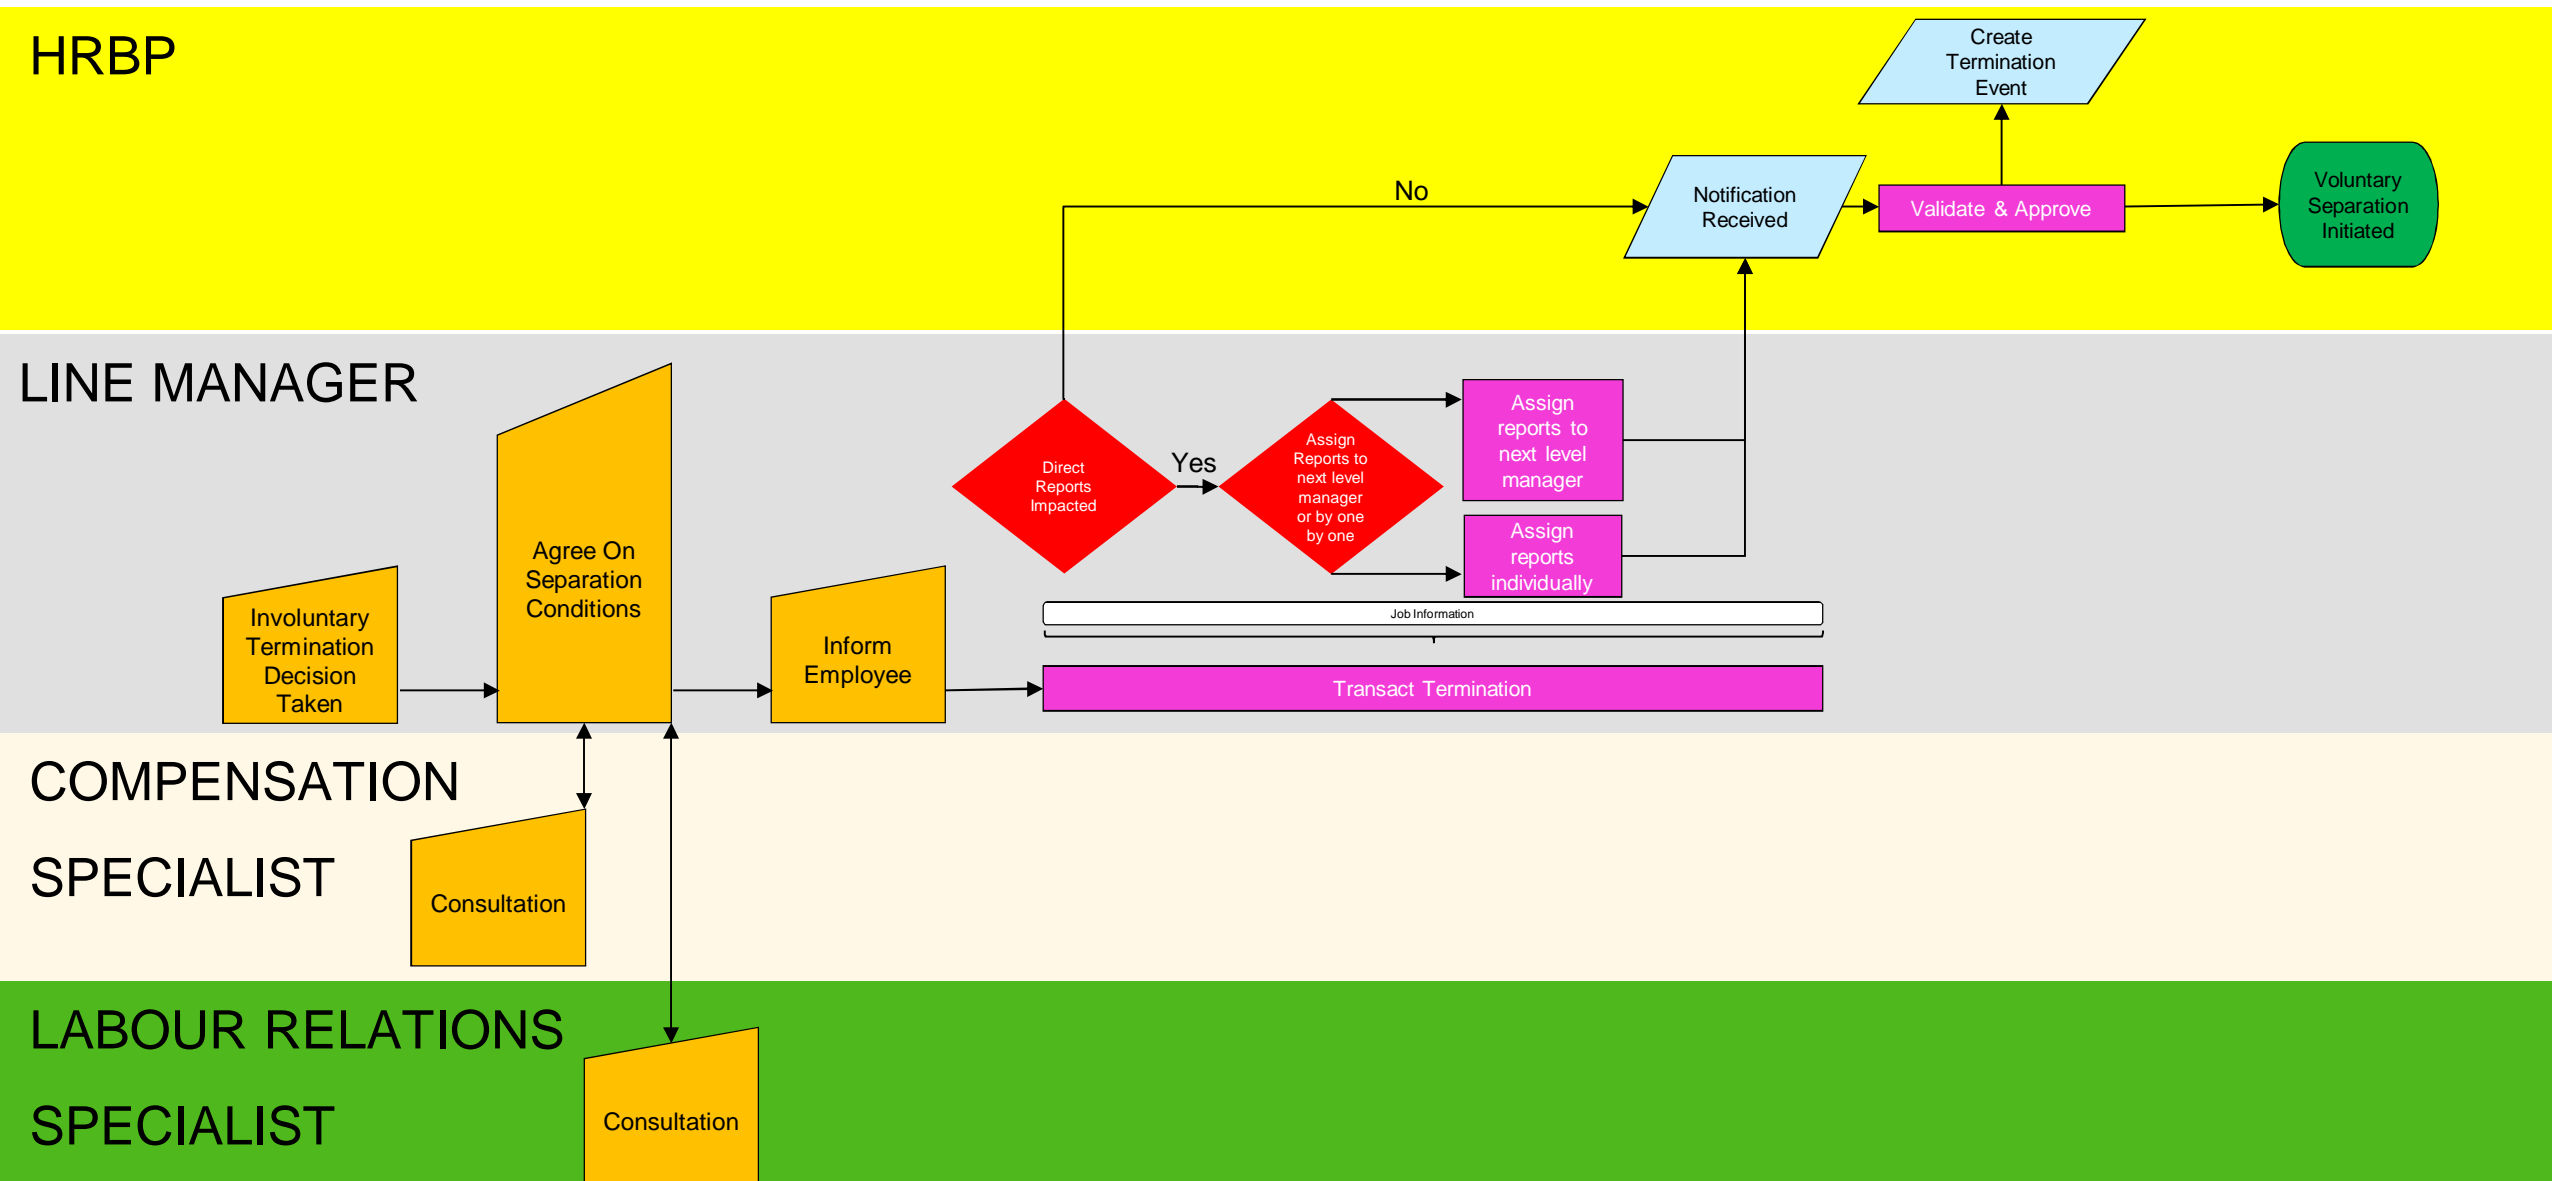 HRBP
Create
Termination
Event
No
Notification
Received
Validate & Approve
Voluntary
Separation
Initiated
LINE MANAGER
Involuntary
Termination
Decision
Taken
Agree On
Separation
Conditions
Inform
Employee
Direct
Reports
Impacted
Yes
Assign
Reports to
next level
manager
or by one
by one
Assign
reports to
next level
manager
Assign
reports
individually
Job Information
Transact Termination
COMPENSATION
SPECIALIST
Consultation
LABOUR RELATIONS
SPECIALIST
Consultation